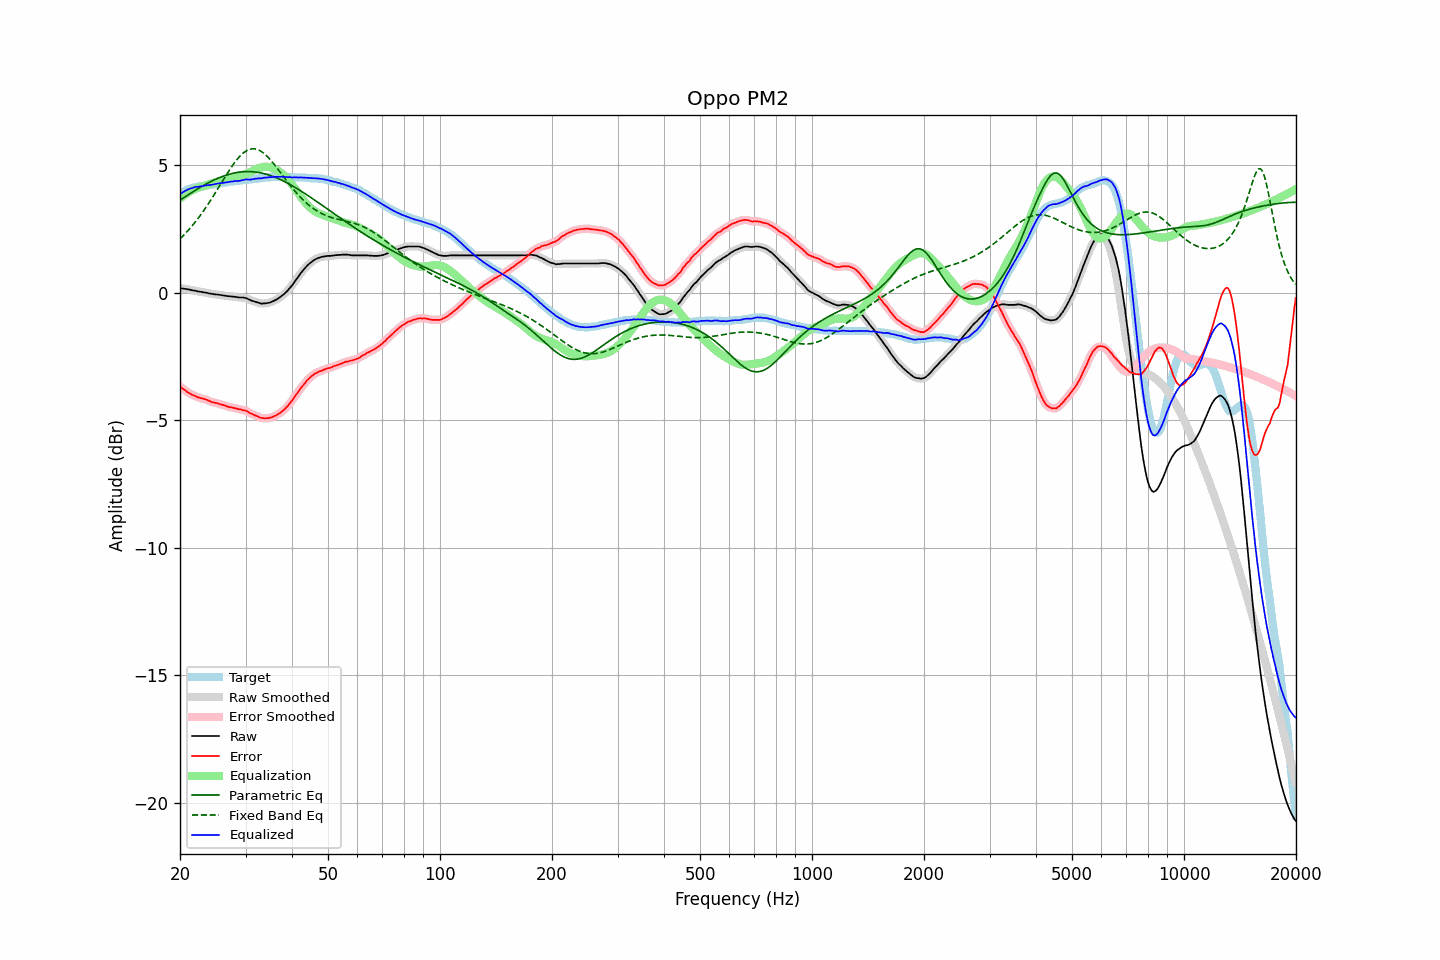 Oppo PM2
Amplitude (dBr)
5
0
−5
−10
−15
−20
Target
Raw Smoothed
Error Smoothed
Raw
Error
Equalization
Parametric Eq
Fixed Band Eq
Equalized
20 50 100 200 500 1000 2000 5000 10000 20000
Frequency (Hz)